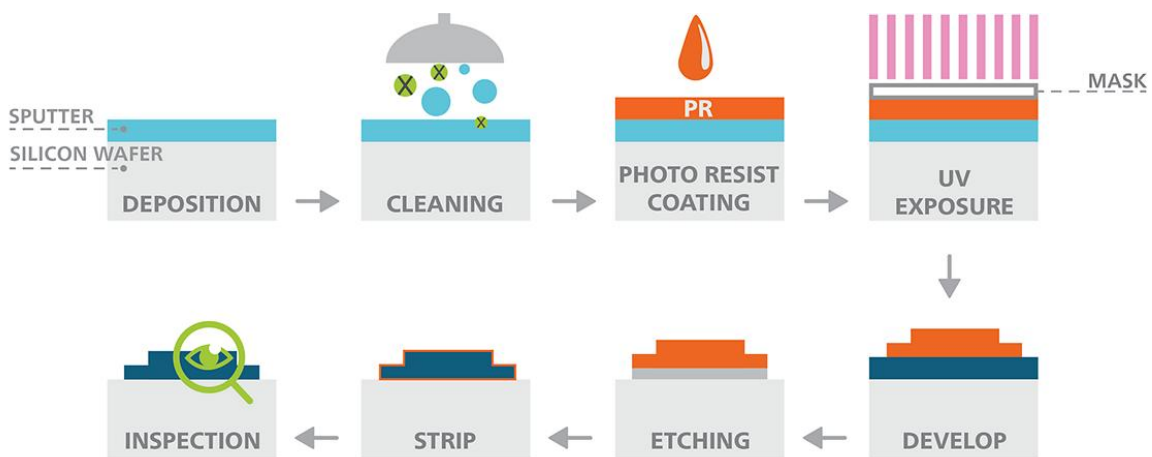 SPUTTER
SILICON WAFER
DEPOSITION
CLEANING
PR
PHOTO RESIST
COATING
MASK
UV
EXPOSURE
DEVELOP
ETCHING
STRIP
INSPECTION